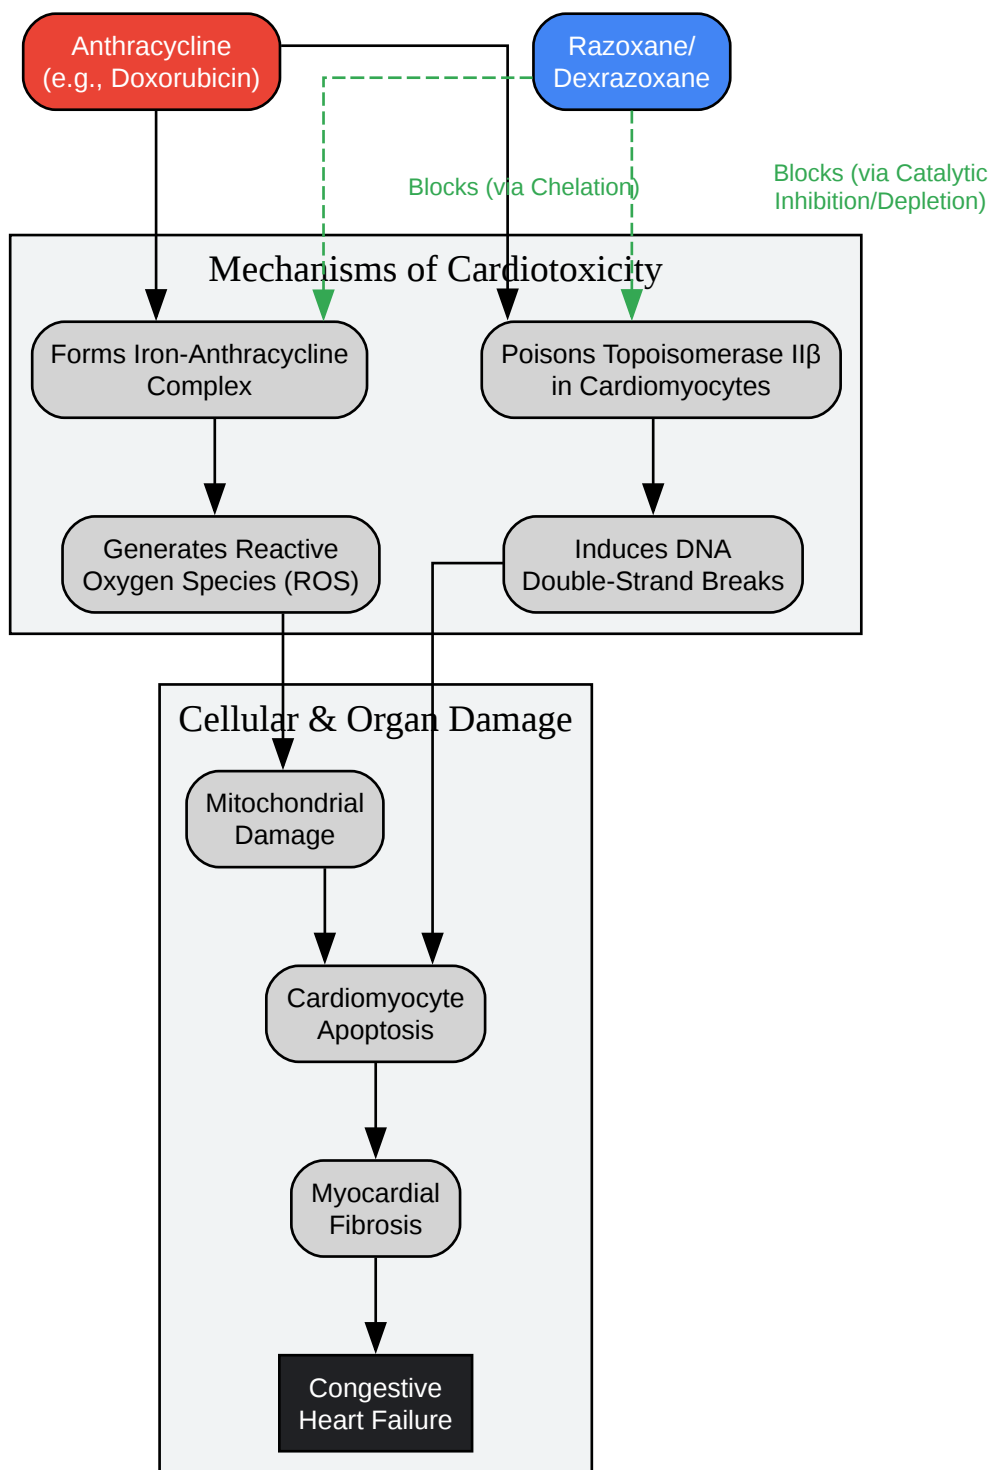 Anthracycline
(e.g., Doxorubicin)
Razoxane/
Dexrazoxane
Blocks (via Chelation)
Blocks (via Catalytic
Inhibition/Depletion)
Mechanisms of Cardiotoxicity
Forms Iron-Anthracycline
Complex
Poisons Topoisomerase IIβ
in Cardiomyocytes
Generates Reactive
Oxygen Species (ROS)
Induces DNA
Double-Strand Breaks
Cellular & Organ Damage
Mitochondrial
Damage
Cardiomyocyte
Apoptosis
Myocardial
Fibrosis
Congestive
Heart Failure